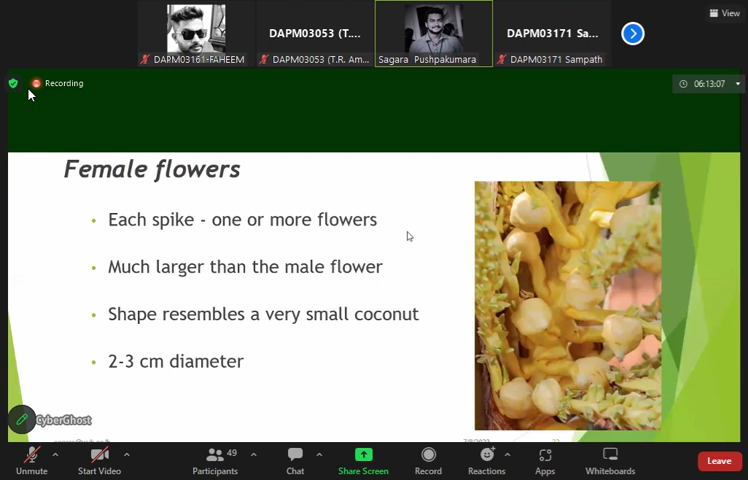 View
DAPM03053 (T....
DAPM03171 Sa...
DAPM03161-FAHEEM
DAPM03053 (T.R. Am...
Sagara Pushpakumara
DAPM03171 Sampath
Recording
06:13:07
Female flowers
• Each spike - one or more flowers
• Much larger than the male flower
• Shape resembles a very small coconut
• 2-3 cm diameter
CyberGhost
49
Unmute
Start Video
Participants
Chat
Share Screen
Record
Reactions
Apps
Whiteboards
Leave